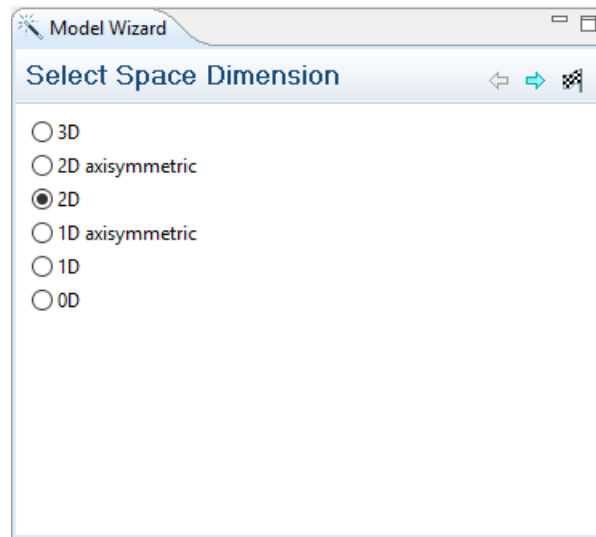 Model Wizard
Select Space Dimension
3D
2D axisymmetric
2D
1D axisymmetric
1D
0D